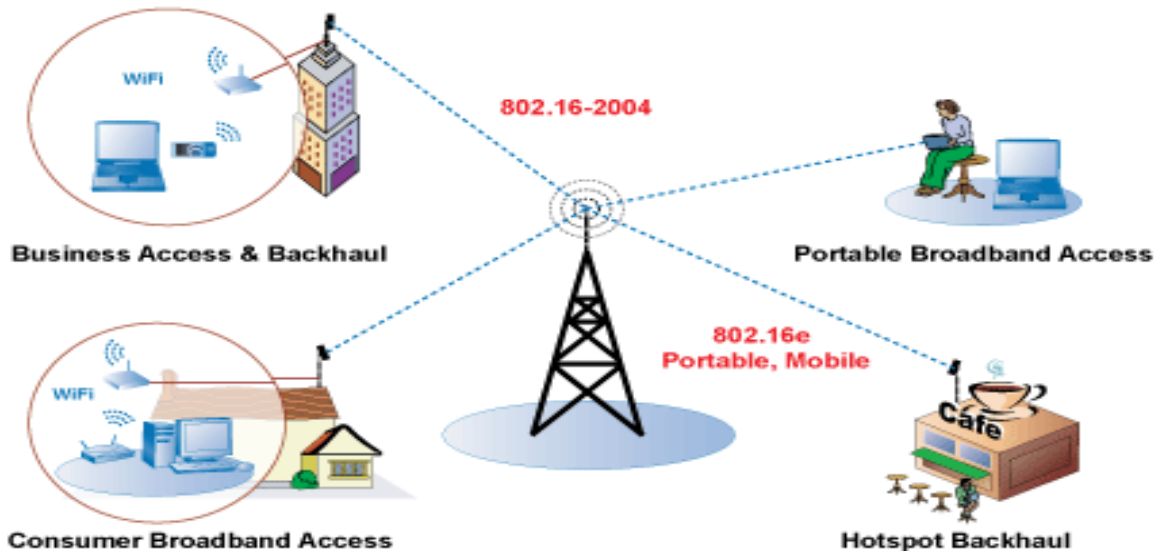 WiFi
802.16-2004
Business Access & Backhaul
Portable Broadband Access
802.16e
Portable, Mobile
WiFi
Cafe
Consumer Broadband Access
Hotspot Backhaul